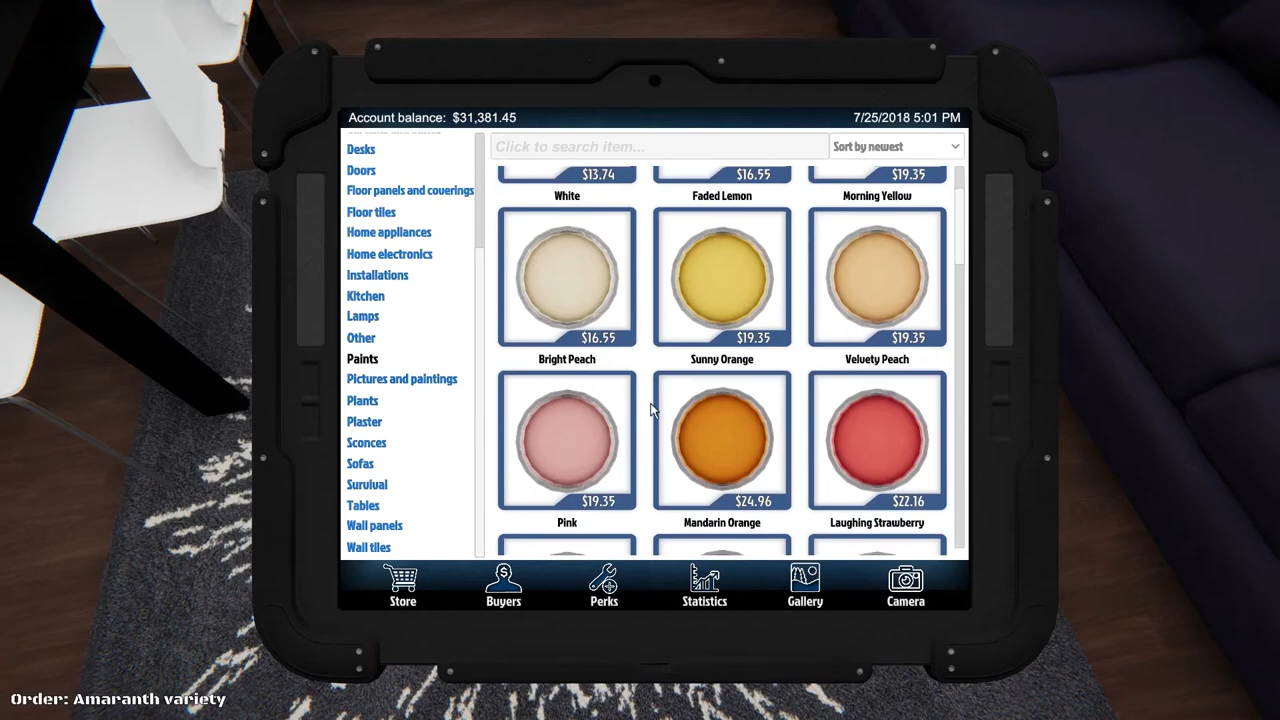 Account balance: $31,381.45
7/25/2018 5:01 PM
Click to search item...
Sort by newest
Desks
Doors
Floor panels and coverings
Floor tiles
Home appliances
Home electronics
Installations
Kitchen
Lamps
Other
Paints
Pictures and paintings
Plants
Plaster
Sconces
Sofas
Survival
Tables
Wall panels
Wall tiles
$13.74
$16.55
$19.35
White
Faded Lemon
Morning Yellow
$16.55
$19.35
$19.35
Bright Peach
Sunny Orange
Velvety Peach
$19.35
$24.96
$22.16
Pink
Mandarin Orange
Laughing Strawberry
Store
Buyers
Perks
Statistics
Gallery
Camera
Order: Amaranth variety